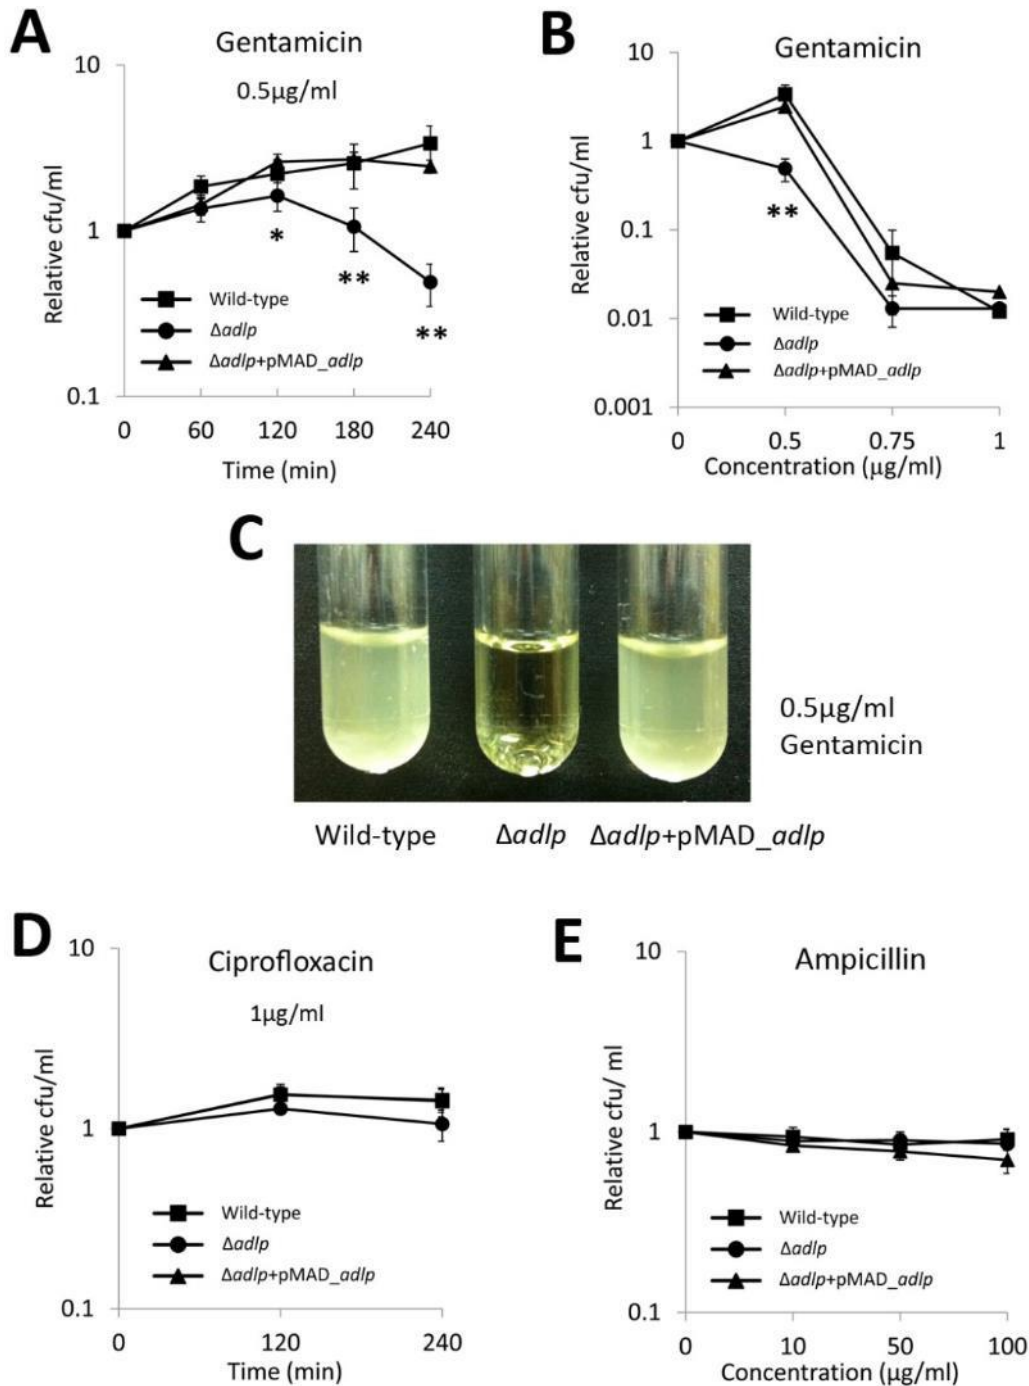 A
Gentamicin
0.5µg/ml
Relative cfu/ml
10
1
0.1
*
**
**
Wild-type
Δadlp
Δadlp+pMAD_adlp
0 60 120 180 240
Time (min)
B
Gentamicin
Relative cfu/ml
10
1
0.1
0.01
0.001
**
Wild-type
Δadlp
Δadlp+pMAD_adlp
0 0.5 0.75 1
Concentration (µg/ml)
C
0.5µg/ml
Gentamicin
Wild-type Δadlp Δadlp+pMAD_adlp
D
Ciprofloxacin
1µg/ml
Relative cfu/ml
10
1
0.1
Wild-type
Δadlp
Δadlp+pMAD_adlp
0 120 240
Time (min)
E
Ampicillin
Relative cfu/ ml
10
1
0.1
Wild-type
Δadlp
Δadlp+pMAD_adlp
0 10 50 100
Concentration (µg/ml)